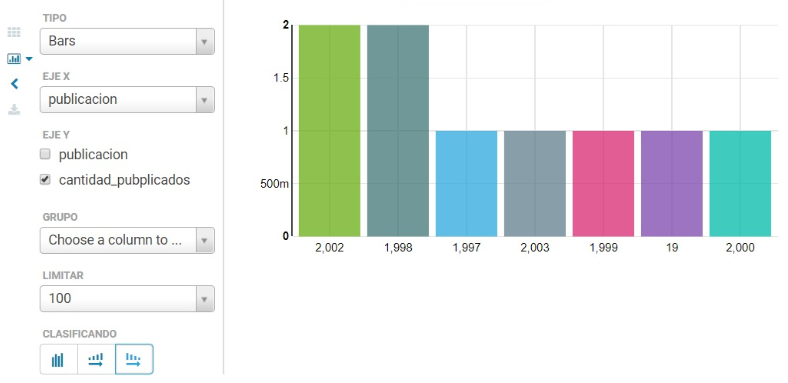 TIPO
Bars
EJE X
publicacion
EJE Y
publicacion
cantidad_pubplicados
GRUPO
Choose a column to ...
LIMITAR
100
CLASIFICANDO
2
1.5
1
500m
0
2,002 1,998 1,997 2,003 1,999 19 2,000